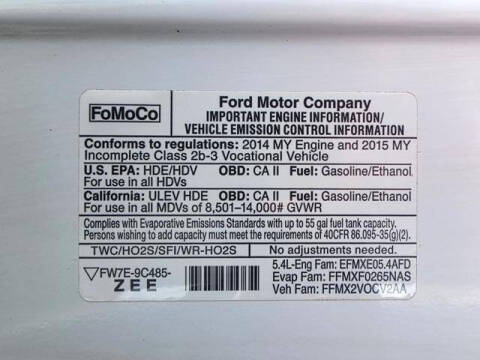 FoMoCo
Ford Motor Company
IMPORTANT ENGINE INFORMATION/
VEHICLE EMISSION CONTROL INFORMATION
Conforms to regulations: 2014 MY Engine and 2015 MY
Incomplete Class 2b-3 Vocational Vehicle
U.S. EPA: HDE/HDV OBD: CA II Fuel: Gasoline/Ethanol
For use in all HDVs
California: ULEV HDE OBD: CA II Fuel: Gasoline/Ethanol
For use in all MDVs of 8,501-14,000# GVWR
Complies with Evaporative Emissions Standards with up to 55 gal fuel tank capacity.
Persons wishing to add capacity must meet the requirements of 40CFR 86.095-35(g)(2).
TWC/HO2S/SFI/WR-HO2S No adjustments needed.
FW7E-9C485-
ZEE
5.4L-Eng Fam: EFMXE05.4AFD
Evap Fam: FFMXF0265NAS
Veh Fam: FFMX2VOCV2AA